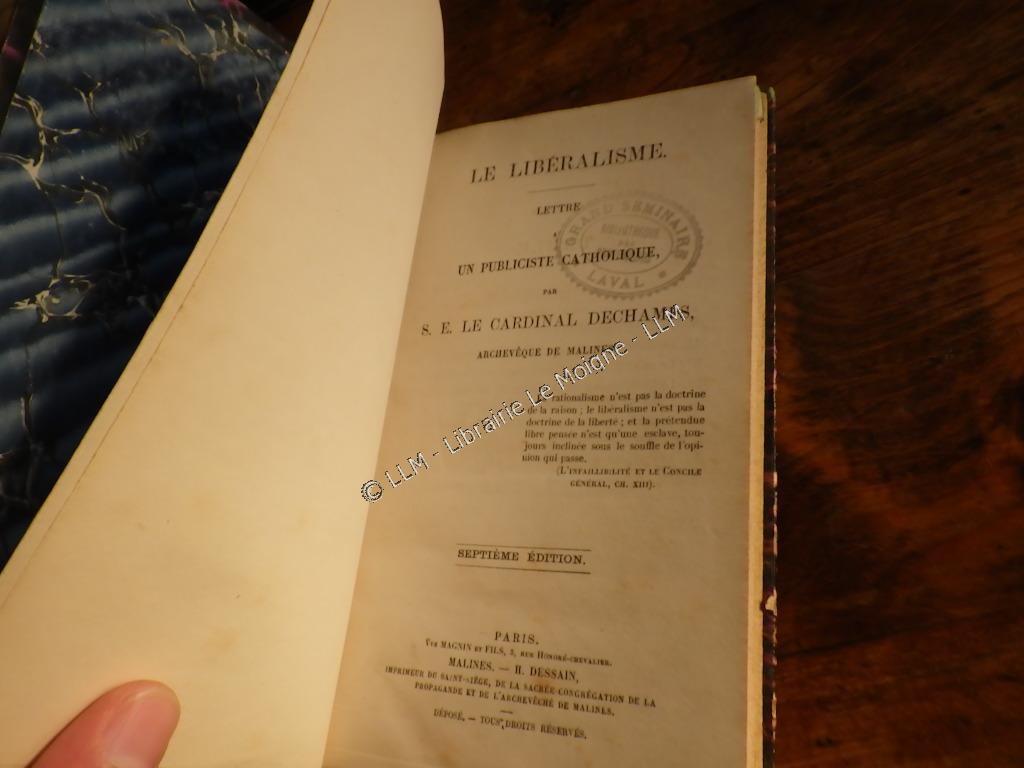 LE LIBÉRALISME.
LETTRE
UN PUBLICISTE CATHOLIQUE,
PAR
S. E. LE CARDINAL DECHAMPS,
ARCHEVÊQUE DE MALINES
rationalisme n'est pas la doctrine
de la raison ; le libéralisme n'est pas la
doctrine de la liberté ; et la prétendue
libre pensée n'est qu'une esclave, tou-
jours inclinée sous le souffle de l'opi-
nion qui passe.
(L'INFAILLIBILITÉ ET LE CONCILE
GÉNÉRAL, CH. XIII).
SEPTIÈME ÉDITION.
PARIS.
Vve MAGNIN ET FILS, 3, RUE HONORÉ-CHEVALIER.
MALINES. — H. DESSAIN,
IMPRIMEUR DU SAINT-SIÈGE, DE LA SACRÉE CONGRÉGATION DE LA
PROPAGANDE ET DE L'ARCHEVÊCHÉ DE MALINES.
DÉPOSÉ. — TOUS DROITS RÉSERVÉS.
GRAND SÉMINAIRE
BIBLIOTHÈQUE
LAVAL
© LLM - Librairie Le Moigne - LLM